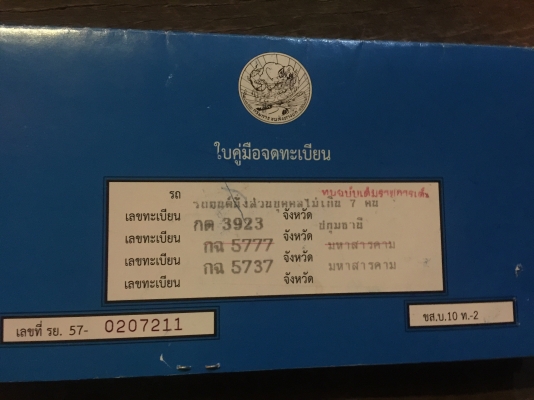 ใบคู่มือจดทะเบียน
รถ รถยนต์นั่งส่วนบุคคลไม่เกิน 7 คน
เลขทะเบียน กต 3923 จังหวัด ปทุมธานี
เลขทะเบียน กฉ 5777 จังหวัด มหาสารคาม
เลขทะเบียน กฉ 5737 จังหวัด มหาสารคาม
เลขทะเบียน จังหวัด
เลขที่ รย. 57- 0207211
ขส.บ.10 ท.-2